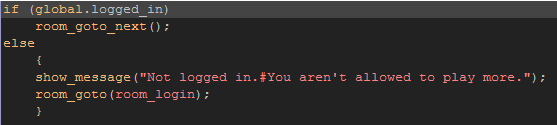 if (global.logged_in)
    room_goto_next();
else
    {
    show_message("Not logged in.#You aren't allowed to play more.");
    room_goto(room_login);
    }